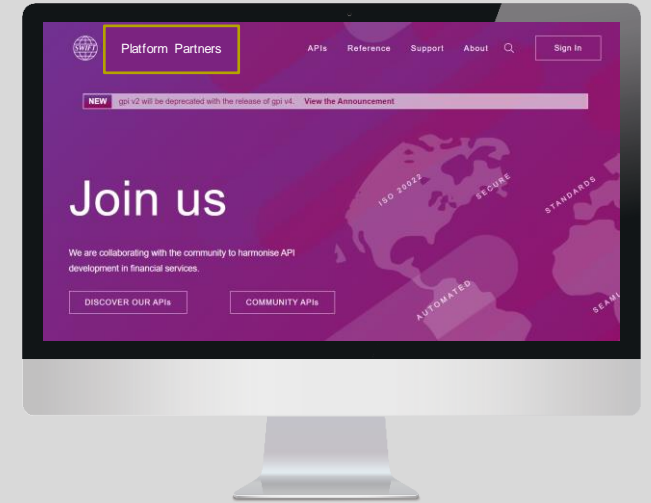 SWIFT
Platform Partners
APIs
Reference
Support
About
Sign In
NEW
gpi v2 will be deprecated with the release of gpi v4. View the Announcement
Join us
ISO 20022
SECURE
STANDARDS
We are collaborating with the community to harmonise API
development in financial services.
DISCOVER OUR APIs
COMMUNITY APIs
AUTOMATED
SEAML